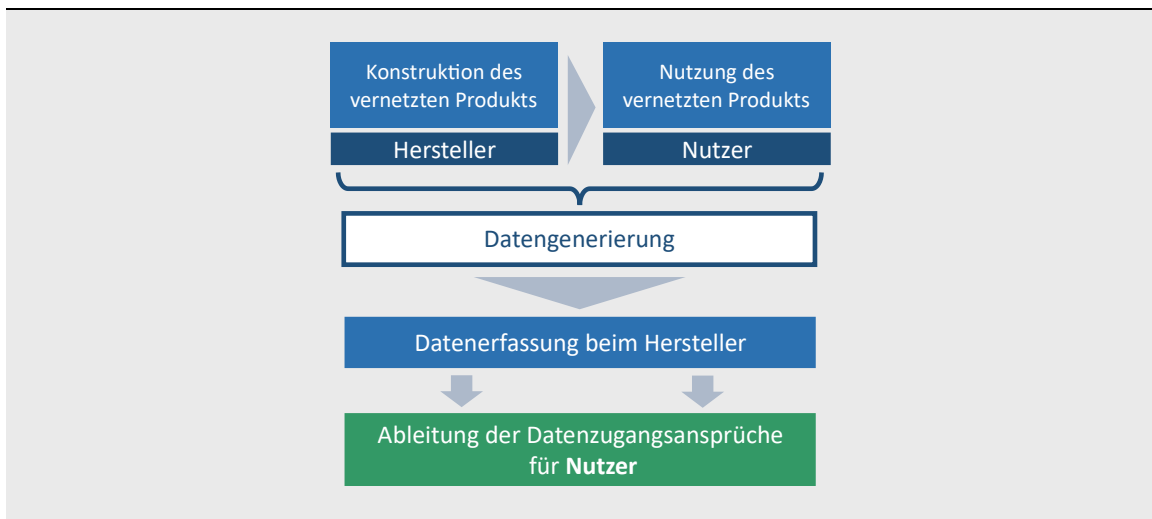 Konstruktion des
vernetzten Produkts
Hersteller
Nutzung des
vernetzten Produkts
Nutzer
Datengenerierung
Datenerfassung beim Hersteller
Ableitung der Datenzugangsansprüche
für Nutzer